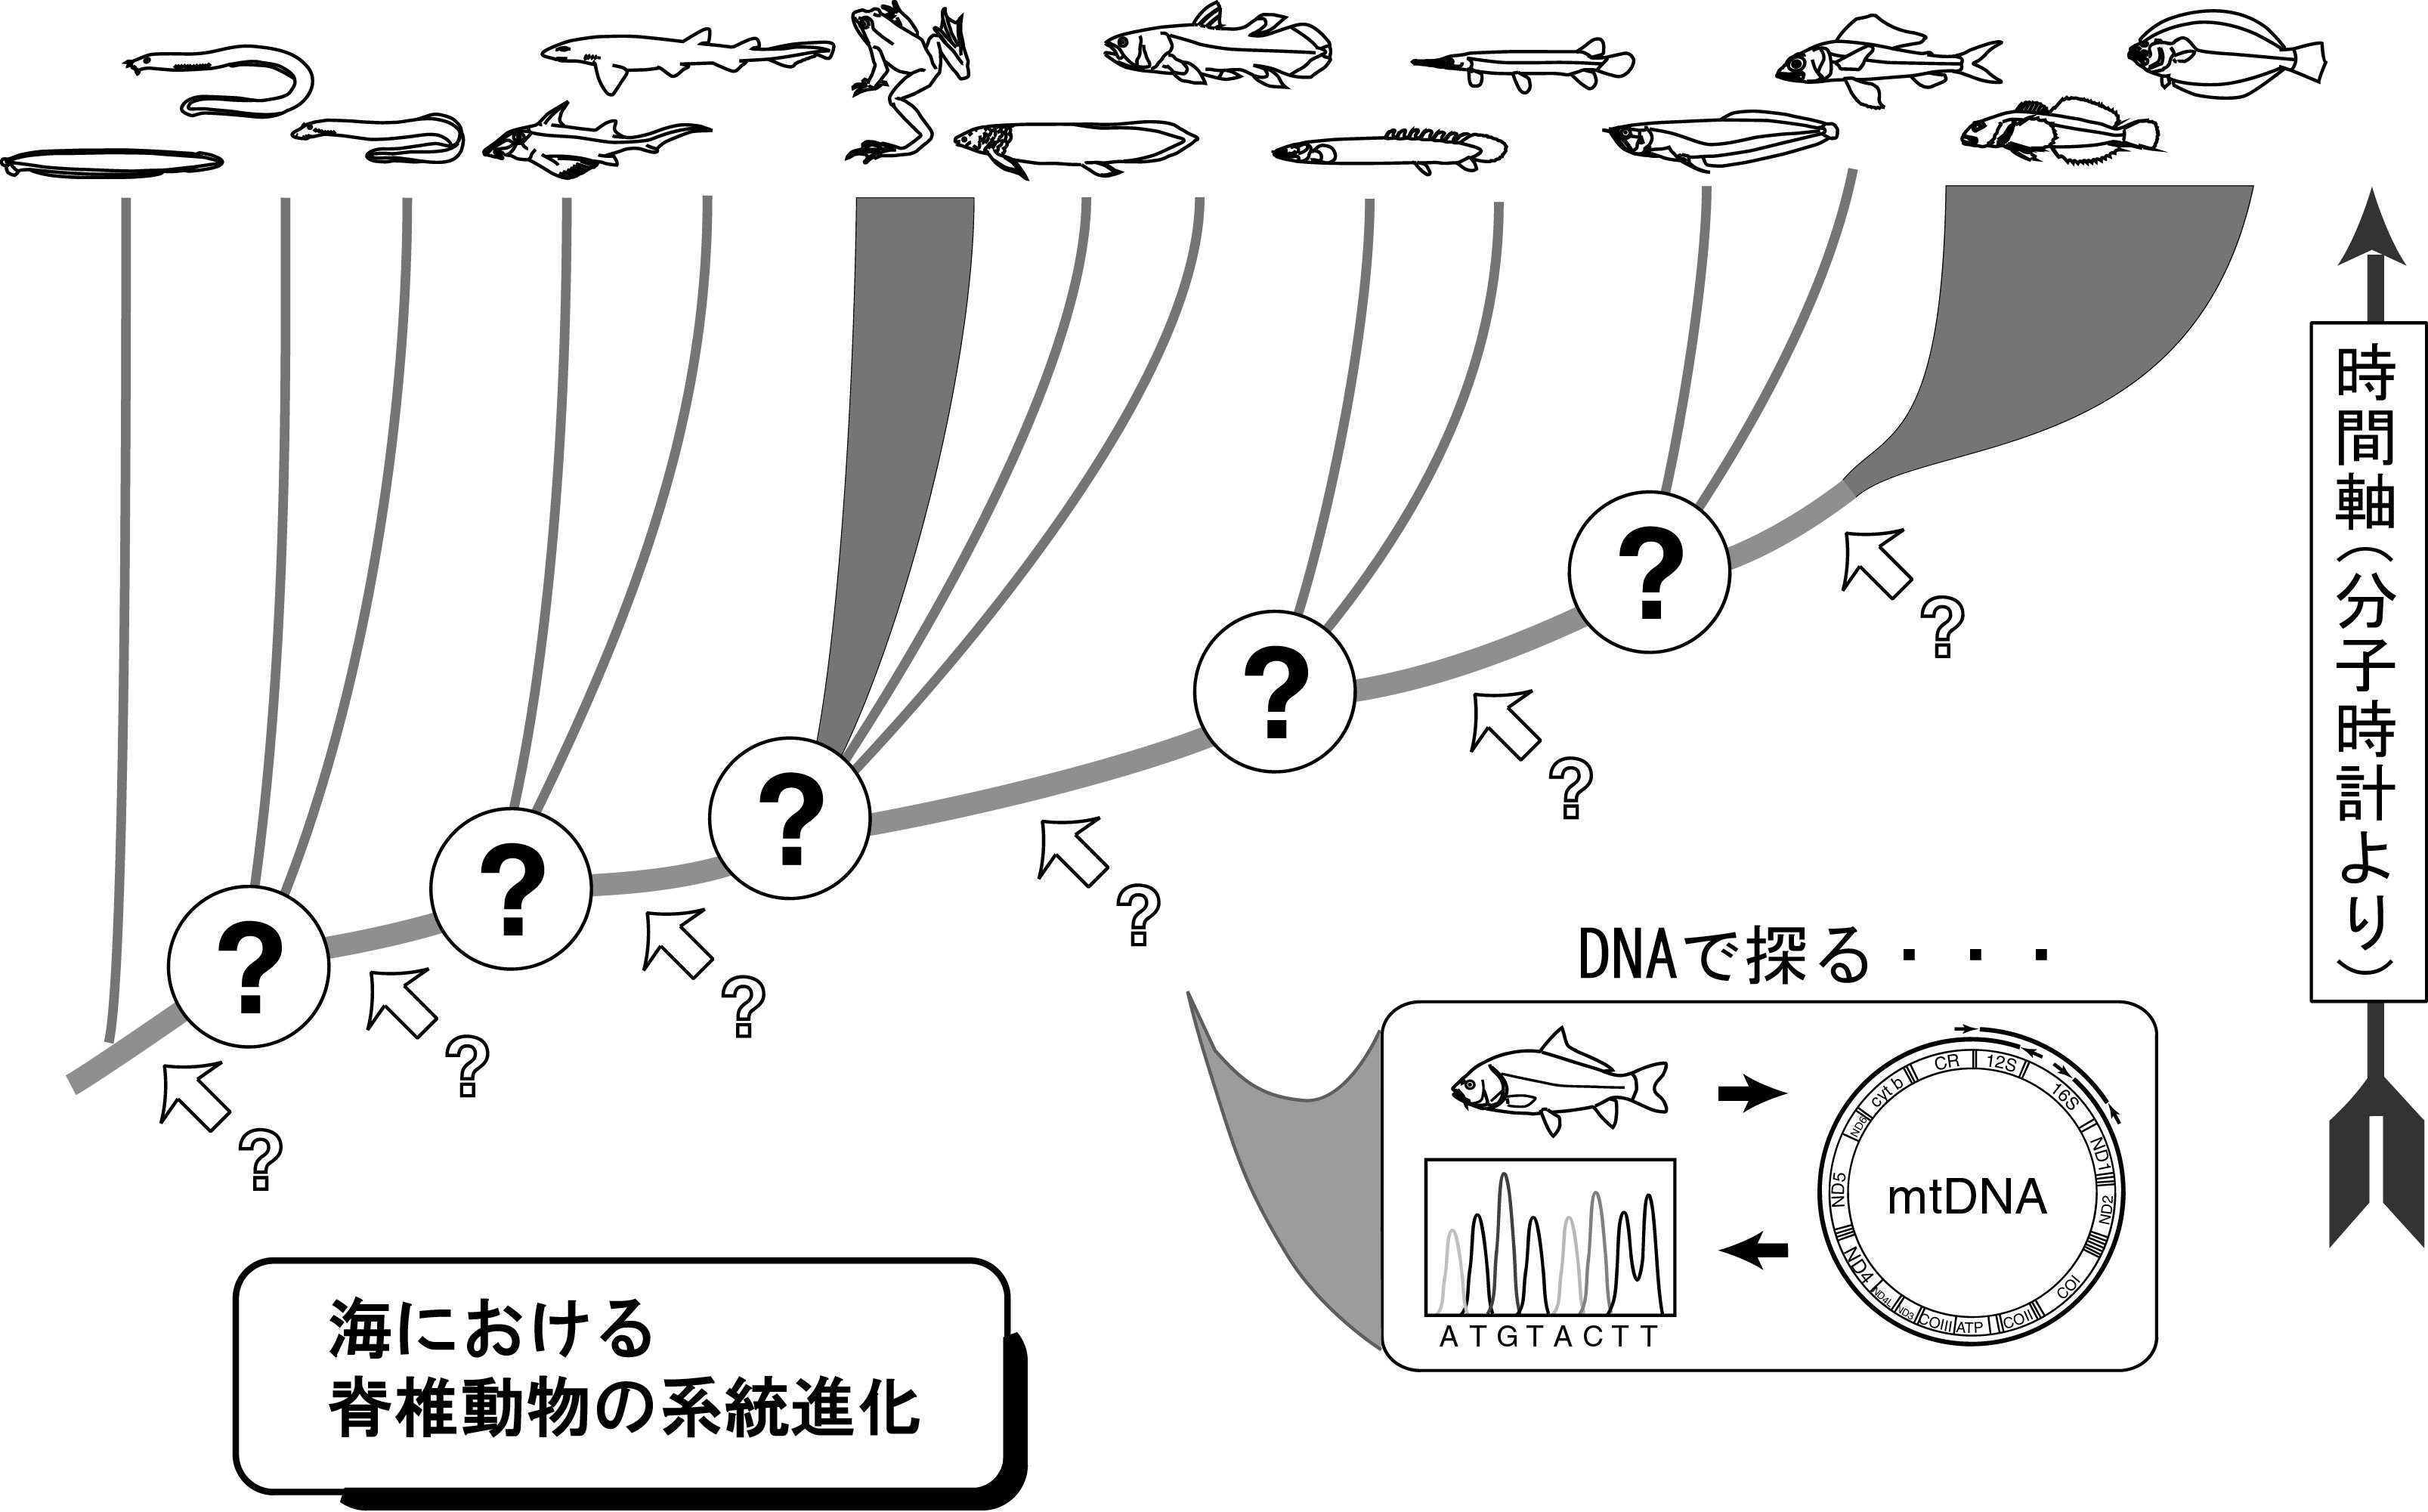 ?
?
?
?
?
?
?
?
?
?
?
時間軸(分子時計より)
DNAで探る・・・
CR
12S
16S
ND1
ND2
COI
COII
ATP
COIII
ND3
ND4L
ND4
ND5
ND6
cyt b
mtDNA
ATGTACTT
海における
脊椎動物の系統進化